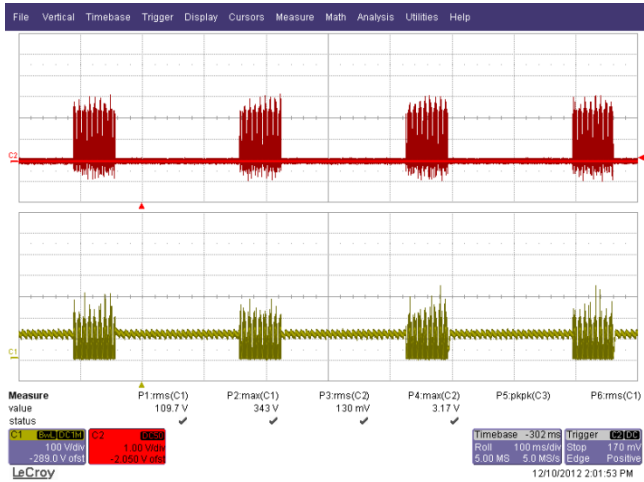 File Vertical Timebase Trigger Display Cursors Measure Math Analysis Utilities Help
C2
C1
Measure P1:rms(C1) P2:max(C1) P3:rms(C2) P4:max(C2) P5:pkpk(C3) P6:rms(C1)
value 109.7 V 343 V 130 mV 3.17 V
status
C1 BwL DC1M
100 V/div
-289.0 V ofst
C2 DC50
1.00 V/div
-2.050 V ofst
Timebase -302 ms
Roll 100 ms/div
5.00 MS 5.0 MS/s
Trigger C2 DC
Stop 170 mV
Edge Positive
LeCroy
12/10/2012 2:01:53 PM